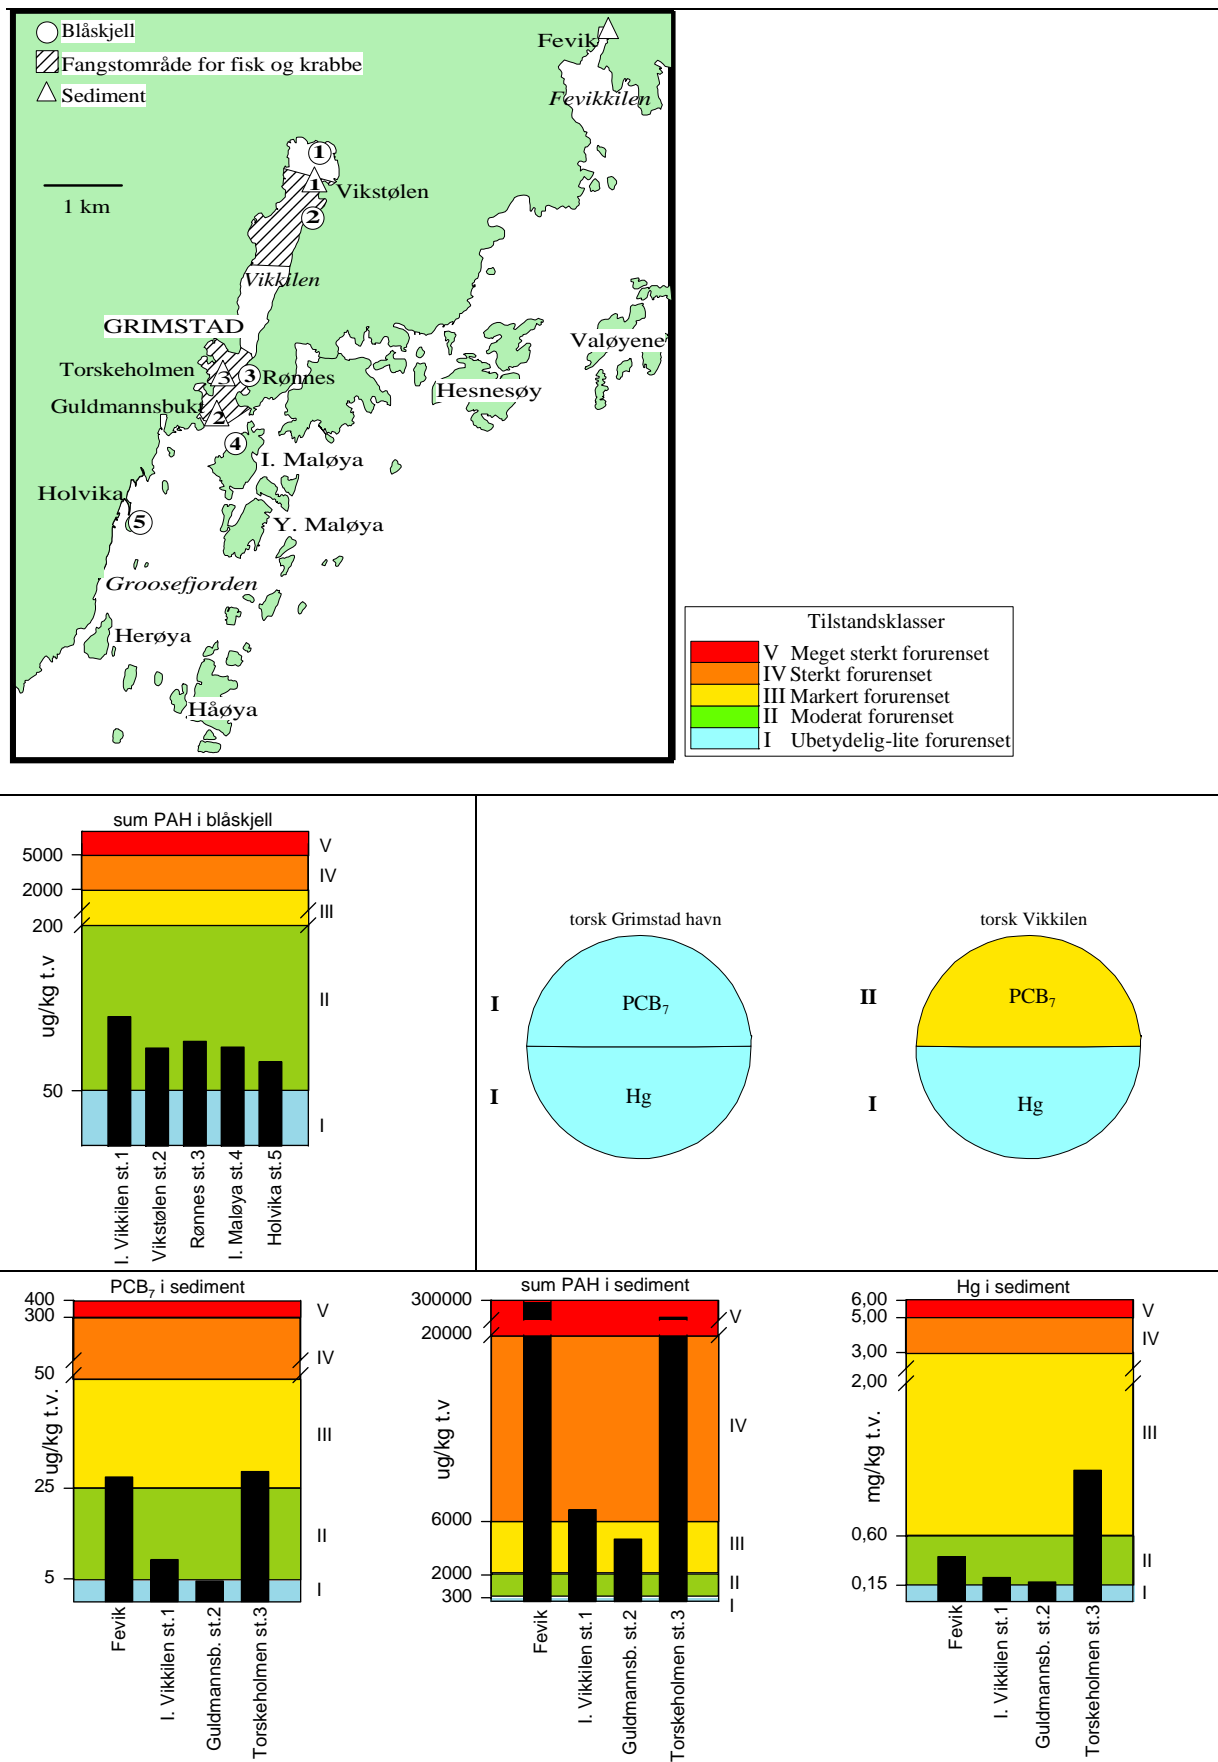 Blåskjell
Fangstområde for fisk og krabbe
Sediment
Fevik
Fevikkilen
1
1
Vikstølen
1 km
2
Vikkilen
GRIMSTAD
Valøyene
Torskeholmen
3
3
Rønnes
Hesnesøy
Guldmannsbukt
2
4
I. Maløya
Holvika
5
Y. Maløya
Groosefjorden
Herøya
Håøya
Tilstandsklasser
V Meget sterkt forurenset
IV Sterkt forurenset
III Markert forurenset
II Moderat forurenset
I Ubetydelig-lite forurenset
sum PAH i blåskjell
5000
2000
200
50
ug/kg t.v
V
IV
III
II
I
I. Vikkilen st.1
Vikstølen st.2
Rønnes st.3
I. Maløya st.4
Holvika st.5
torsk Grimstad havn
I
PCB₇
I
Hg
torsk Vikkilen
II
PCB₇
I
Hg
PCB₇ i sediment
400
300
50
25
5
ug/kg t.v.
V
IV
III
II
I
Fevik
I. Vikkilen st.1
Guldmannsb. st.2
Torskeholmen st.3
sum PAH i sediment
300000
20000
6000
2000
300
ug/kg t.v
V
IV
III
II
I
Fevik
I. Vikkilen st.1
Guldmannsb. st.2
Torskeholmen st.3
Hg i sediment
6,00
5,00
3,00
2,00
0,60
0,15
mg/kg t.v.
V
IV
III
II
I
Fevik
I. Vikkilen st.1
Guldmannsb. st.2
Torskeholmen st.3